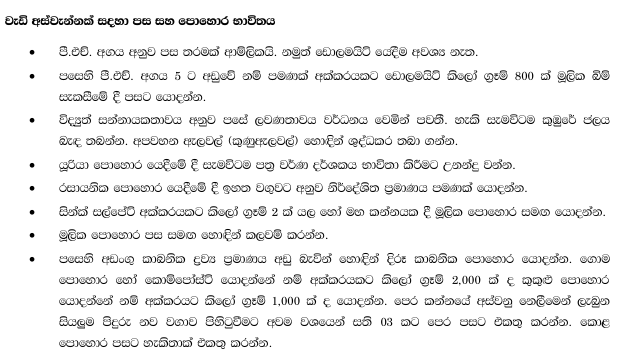 වැඩි අස්වැන්නක් සඳහා පස සහ පොහොර භාවිතය
• පී.එච්. අගය අනුව පස තරමක් ආම්ලිකයි. නමුත් ඩොලමයිට් යෙදීම අවශ්‍ය නැත.
• පසෙහි පී.එච්. අගය 5 ට අඩුවේ නම් පමණක් අක්කරයකට ඩොලමයිට් කිලෝ ග්‍රෑම් 800 ක් මූලික බිම්
සැකසීමේ දී පසට යොදන්න.
• විද්‍යුත් සන්නායකතාවය අනුව පසේ ලවණතාවය වර්ධනය වෙමින් පවතී. හැකි සැමවිටම කුඹුරේ ජලය
බැඳ තබන්න. අපවහන ඇලවල් (කුණුඇලවල්) හොඳින් ශුද්ධකර තබා ගන්න.
• යූරියා පොහොර යෙදීමේ දී සැමවිටම පත්‍ර වර්ණ දර්ශකය භාවිතා කිරීමට උනන්දු වන්න.
• රසායනික පොහොර යෙදීමේ දී ඉහත වගුවට අනුව නිර්දේශිත ප්‍රමාණය පමණක් යොදන්න.
• සින්ක් සල්පේට් අක්කරයකට කිලෝ ග්‍රෑම් 2 ක් යල හෝ මහ කන්නයක දී මූලික පොහොර සමඟ යොදන්න.
• මූලික පොහොර පස සමඟ හොඳින් කලවම් කරන්න.
• පසෙහි අඩංගු කාබනික ද්‍රව්‍ය ප්‍රමාණය අඩු බැවින් හොඳින් දිරූ කාබනික පොහොර යොදන්න. ගොම
පොහොර හෝ කොම්පෝස්ට් යොදන්නේ නම් අක්කරයකට කිලෝ ග්‍රෑම් 2,000 ක් ද කුකුළු පොහොර
යොදන්නේ නම් අක්කරයට කිලෝ ග්‍රෑම් 1,000 ක් ද යොදන්න. පෙර කන්නයේ අස්වනු නෙලීමෙන් ලැබුන
සියලුම පිදුරු නව වගාව පිහිටුවීමට අවම වශයෙන් සති 03 කට පෙර පසට එකතු කරන්න. කොළ
පොහොර පසට හැකිතාක් එකතු කරන්න.